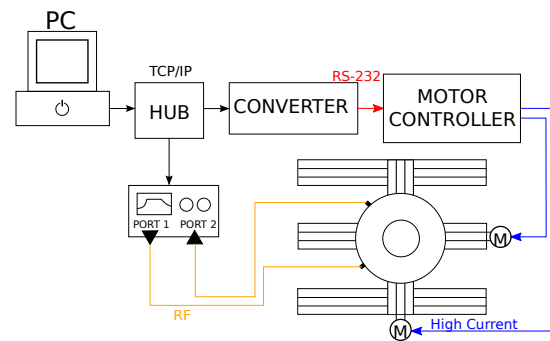 PC
TCP/IP
HUB
CONVERTER
RS-232
MOTOR
CONTROLLER
PORT 1
PORT 2
RF
M
M
High Current